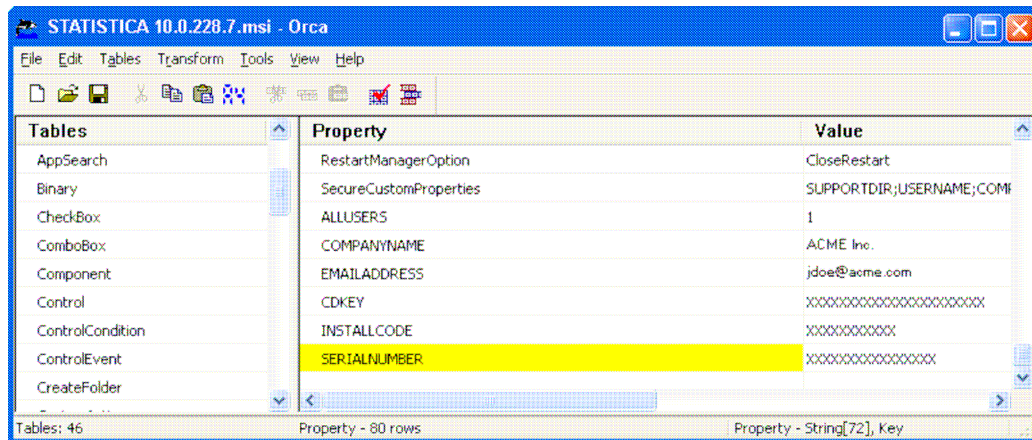 STATISTICA 10.0.228.7.msi - Orca
File Edit Tables Transform Tools View Help
Tables Property Value
AppSearch RestartManagerOption CloseRestart
Binary SecureCustomProperties SUPPORTDIR;USERNAME;COMP
CheckBox ALLUSERS 1
ComboBox COMPANYNAME ACME Inc.
Component EMAILADDRESS jdoe@acme.com
Control CDKEY XXXXXXXXXXXXXXXXXXXXXX
ControlCondition INSTALLCODE XXXXXXXXXXX
ControlEvent SERIALNUMBER XXXXXXXXXXXXXXXX
CreateFolder
Tables: 46 Property - 80 rows Property - String[72], Key